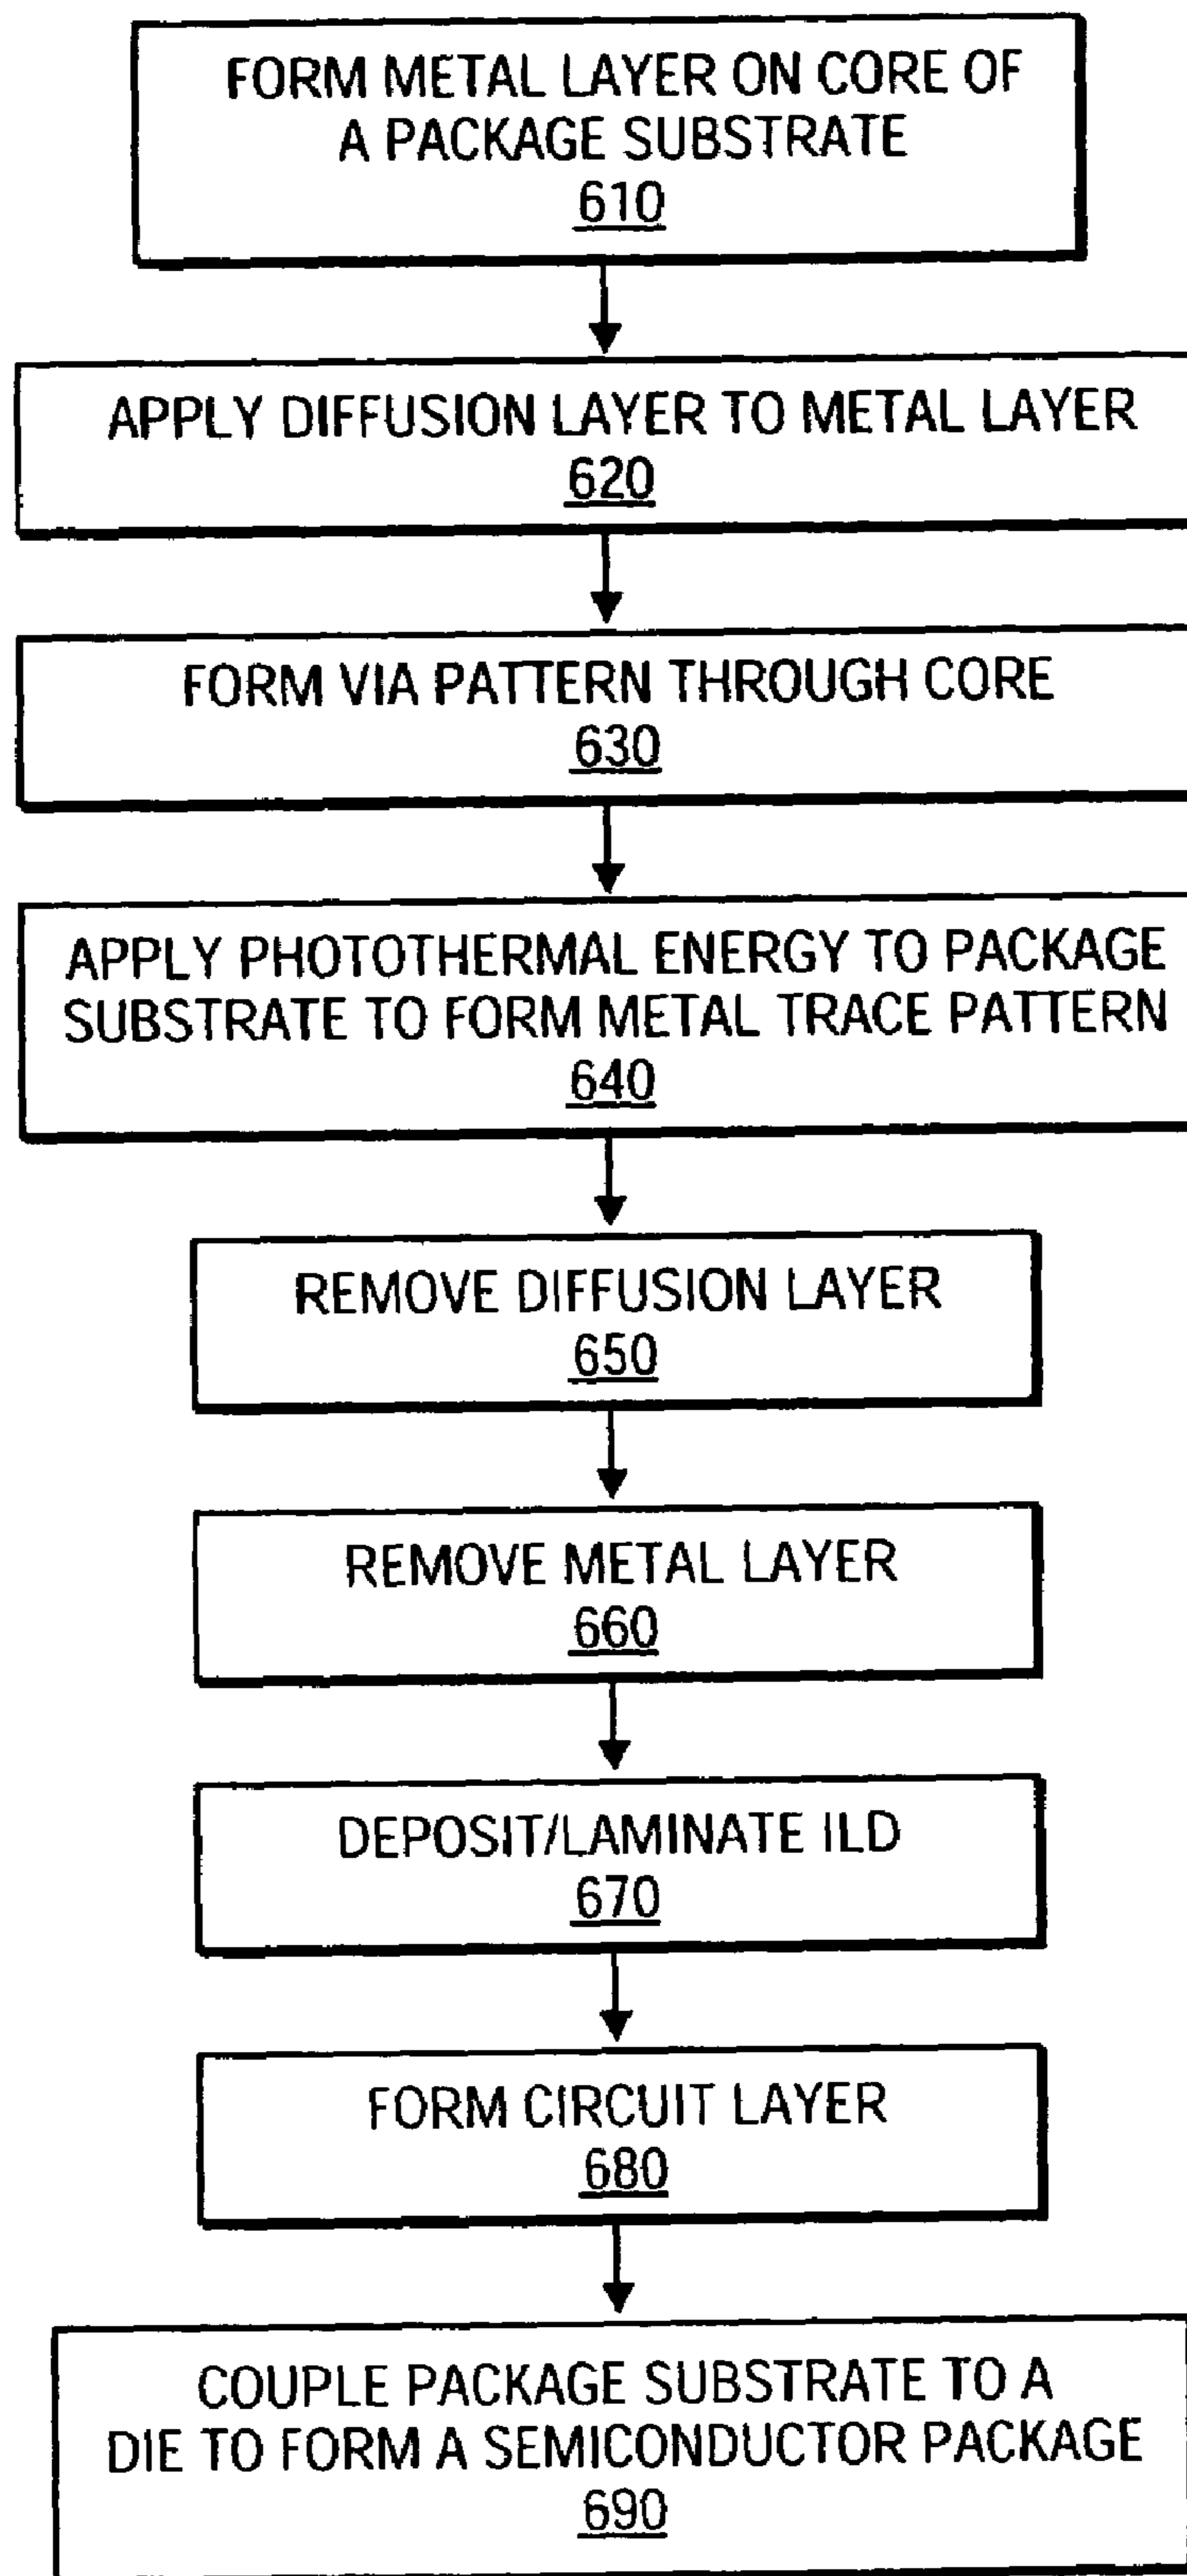 FORM METAL LAYER ON CORE OF
A PACKAGE SUBSTRATE
610
APPLY DIFFUSION LAYER TO METAL LAYER
620
FORM VIA PATTERN THROUGH CORE
630
APPLY PHOTOTHERMAL ENERGY TO PACKAGE
SUBSTRATE TO FORM METAL TRACE PATTERN
640
REMOVE DIFFUSION LAYER
650
REMOVE METAL LAYER
660
DEPOSIT/LAMINATE ILD
670
FORM CIRCUIT LAYER
680
COUPLE PACKAGE SUBSTRATE TO A
DIE TO FORM A SEMICONDUCTOR PACKAGE
690